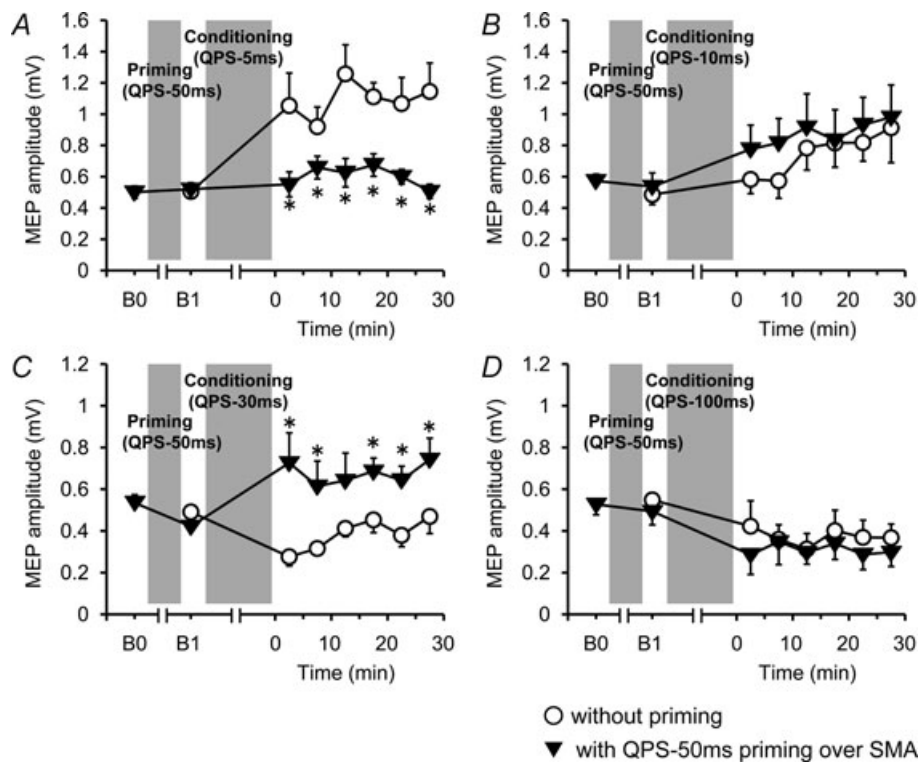 A
MEP amplitude (mV)
1.6
1.4
1.2
1
0.8
0.6
0.4
0.2
0
Conditioning
(QPS-5ms)
Priming
(QPS-50ms)
* * * * * *
B0 B1 0 10 20 30
Time (min)
B
MEP amplitude (mV)
1.6
1.4
1.2
1
0.8
0.6
0.4
0.2
0
Conditioning
(QPS-10ms)
Priming
(QPS-50ms)
B0 B1 0 10 20 30
Time (min)
C
MEP amplitude (mV)
1.2
1
0.8
0.6
0.4
0.2
0
Conditioning
(QPS-30ms)
Priming
(QPS-50ms)
* * * * *
B0 B1 0 10 20 30
Time (min)
D
MEP amplitude (mV)
1.2
1
0.8
0.6
0.4
0.2
0
Conditioning
(QPS-100ms)
Priming
(QPS-50ms)
B0 B1 0 10 20 30
Time (min)
without priming
with QPS-50ms priming over SMA